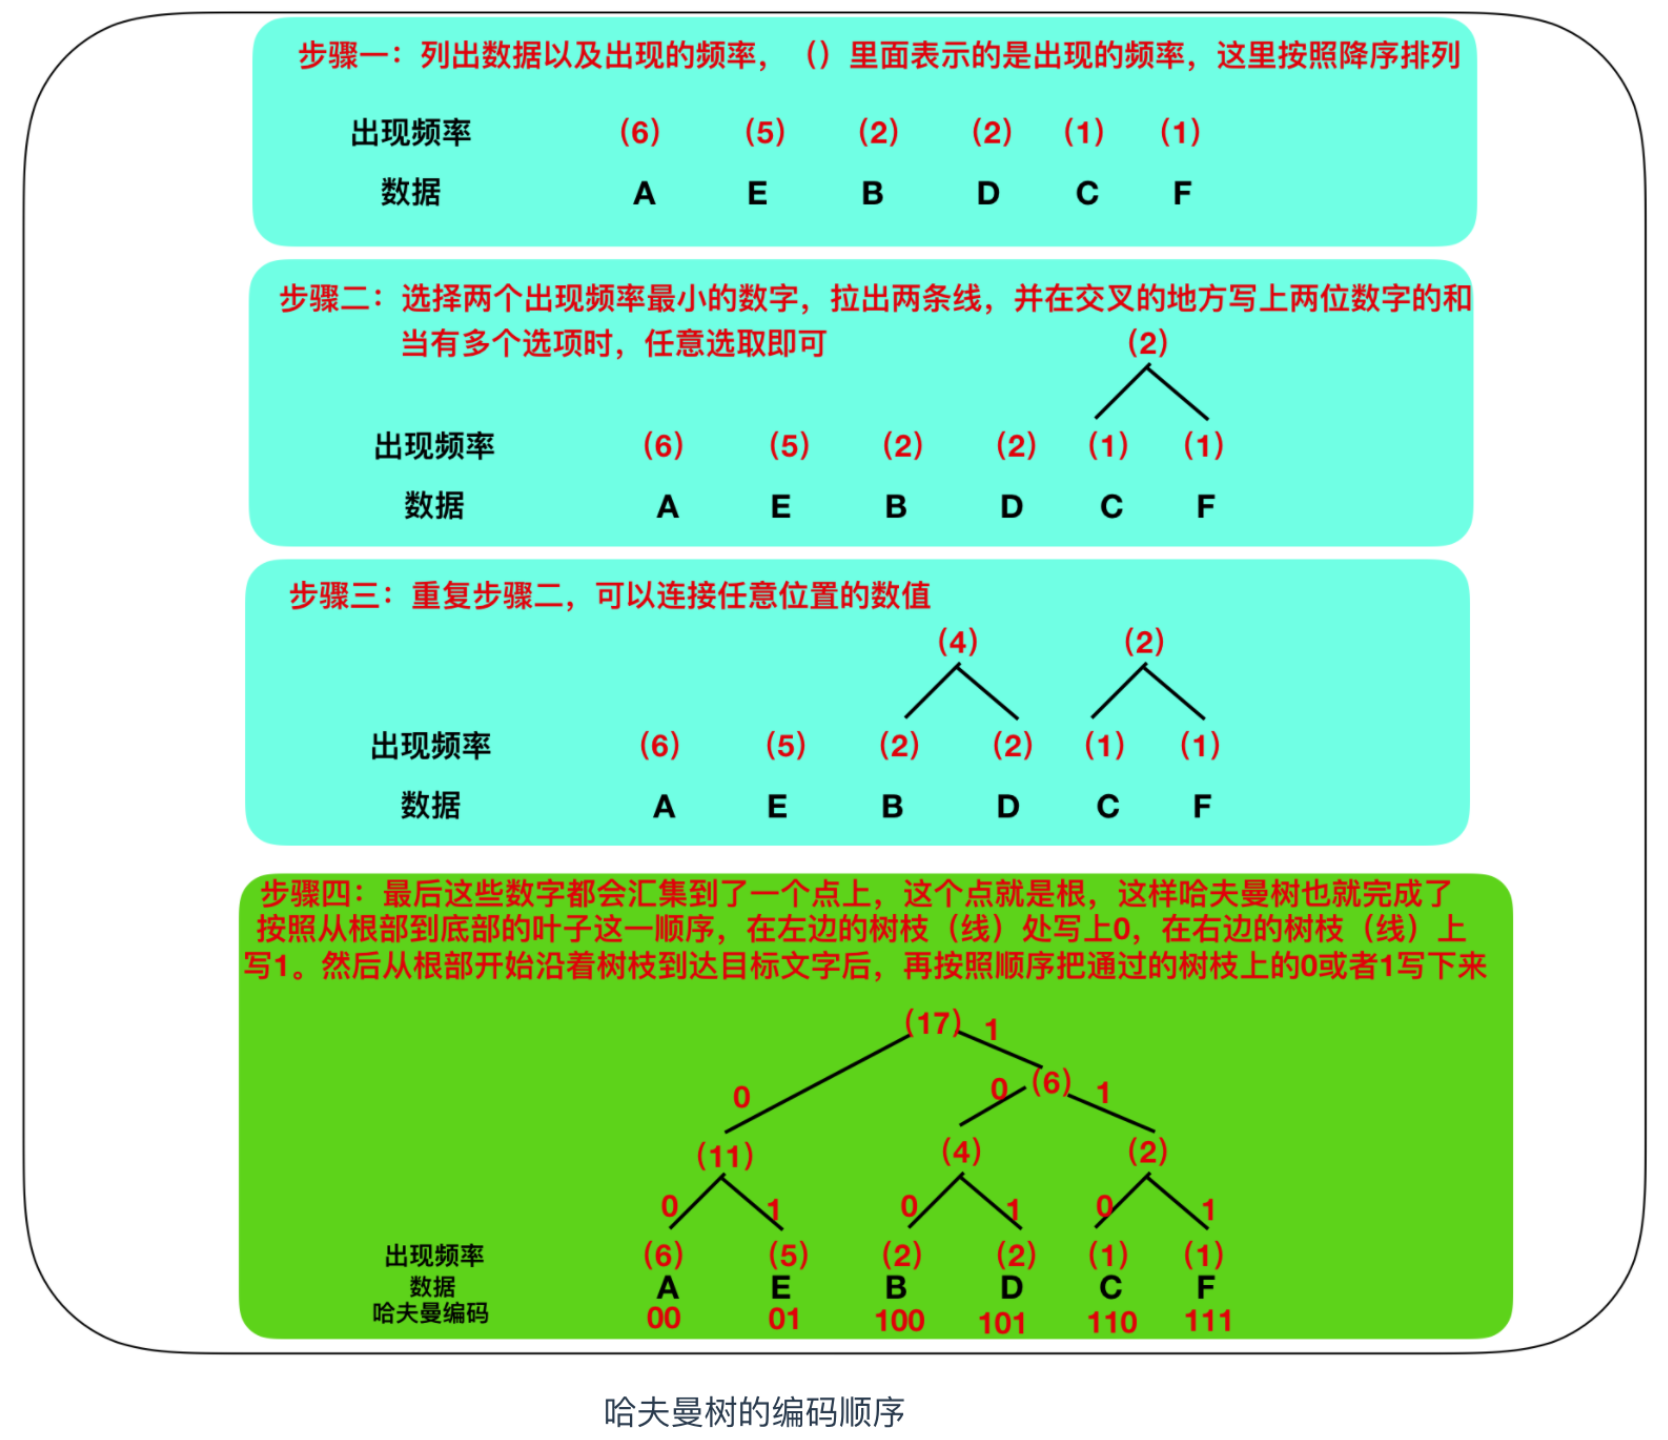 步骤一：列出数据以及出现的频率，（）里面表示的是出现的频率，这里按照降序排列
出现频率 (6) (5) (2) (2) (1) (1)
数据 A E B D C F
步骤二：选择两个出现频率最小的数字，拉出两条线，并在交叉的地方写上两位数字的和
当有多个选项时，任意选取即可 (2)
出现频率 (6) (5) (2) (2) (1) (1)
数据 A E B D C F
步骤三：重复步骤二，可以连接任意位置的数值
(4) (2)
出现频率 (6) (5) (2) (2) (1) (1)
数据 A E B D C F
步骤四：最后这些数字都会汇集到了一个点上，这个点就是根，这样哈夫曼树也就完成了
按照从根部到底部的叶子这一顺序，在左边的树枝（线）处写上0，在右边的树枝（线）上
写1。然后从根部开始沿着树枝到达目标文字后，再按照顺序把通过的树枝上的0或者1写下来
(17) 1
0 0 (6) 1
(11) (4) (2)
0 1 0 1 0 1
出现频率 (6) (5) (2) (2) (1) (1)
数据 A E B D C F
哈夫曼编码 00 01 100 101 110 111
哈夫曼树的编码顺序